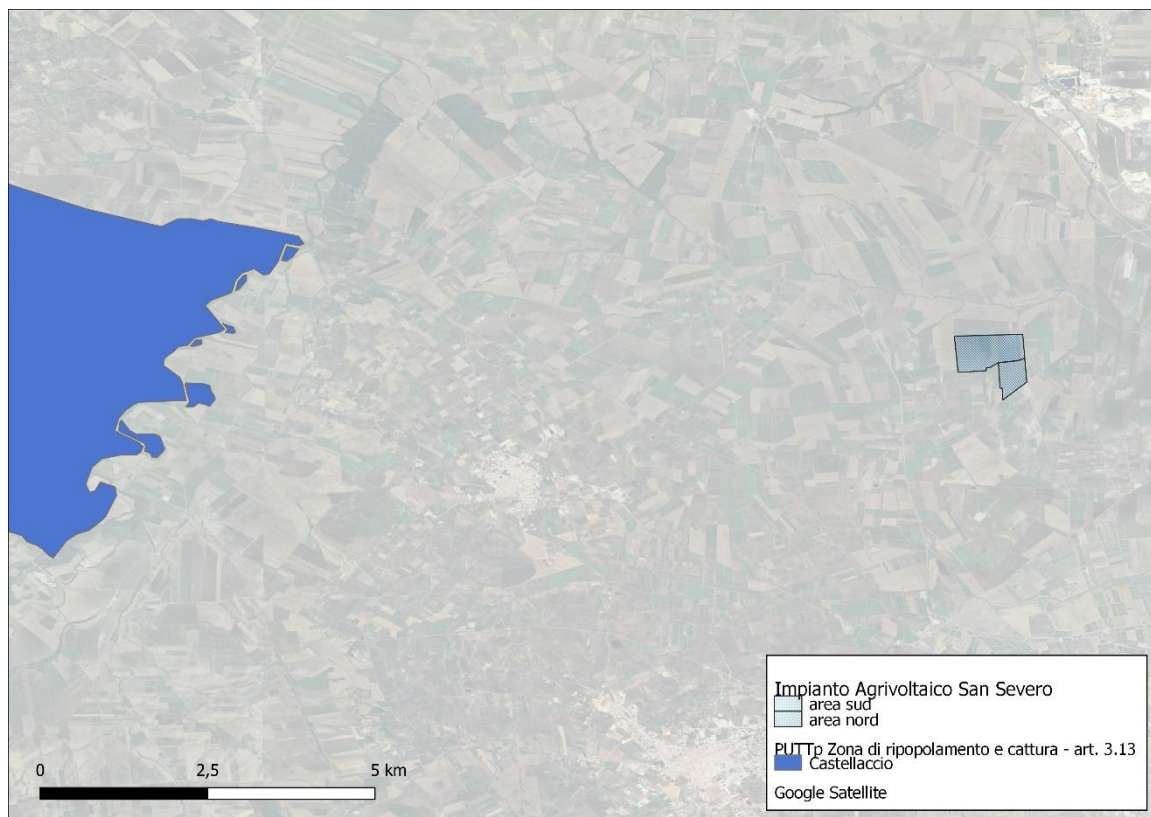 0 2,5 5 km
Impianto Agrivoltaico San Severo
area sud
area nord
PUTTp Zona di ripopolamento e cattura - art. 3.13
Castellaccio
Google Satellite